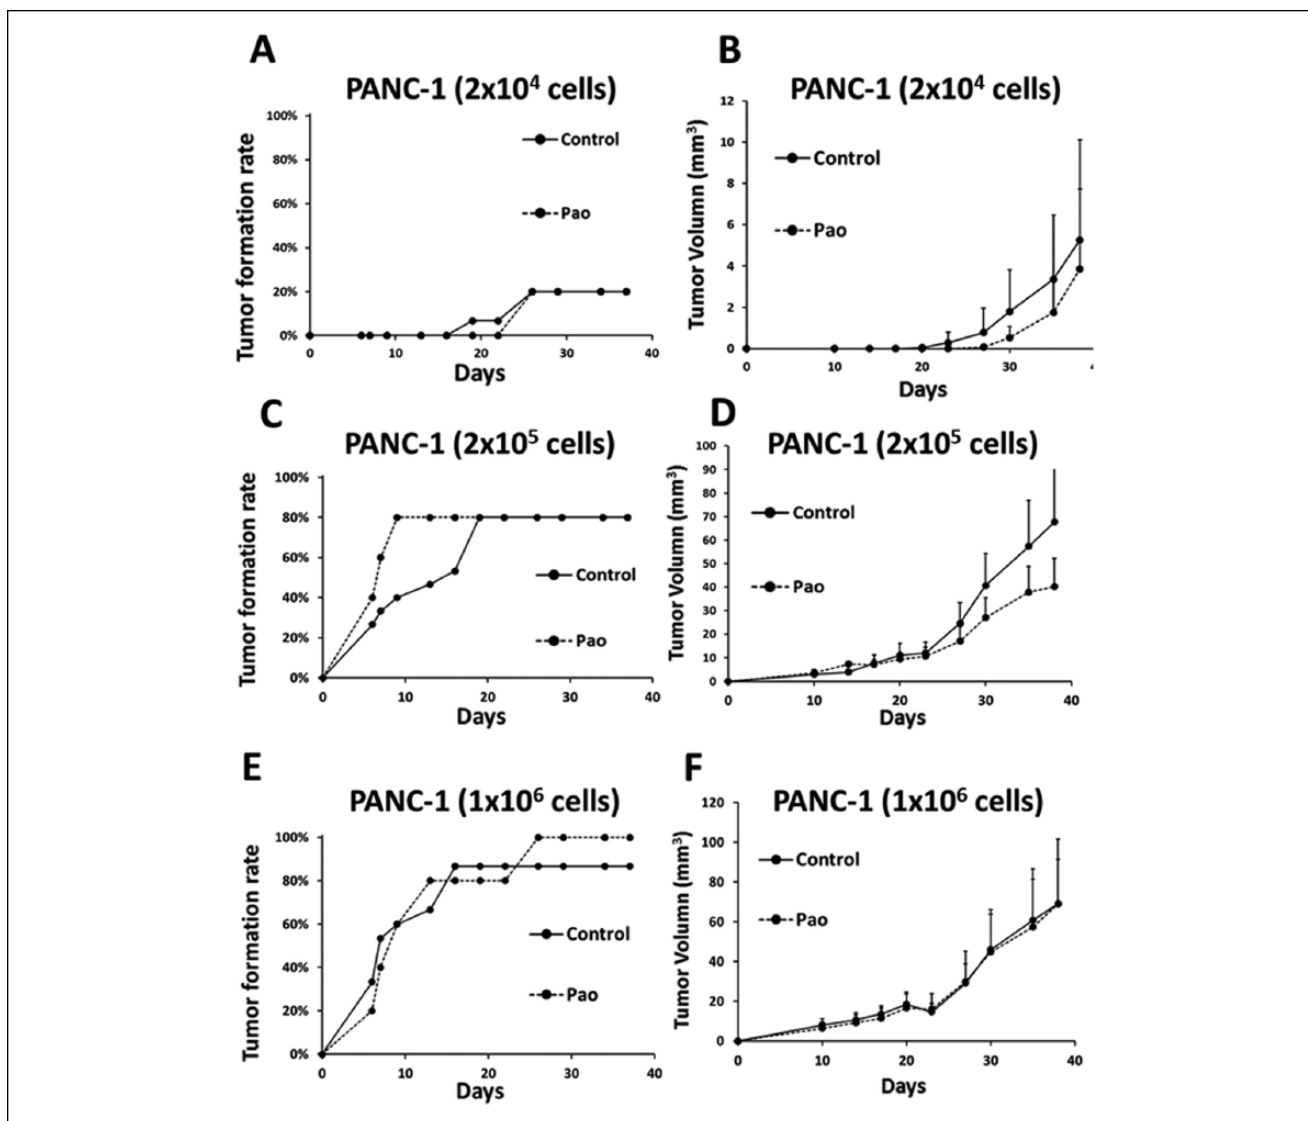 A
PANC-1 (2x10⁴ cells)
Tumor formation rate
100%
80%
60%
40%
20%
0%
Control
Pao
0 10 20 30 40
Days
B
PANC-1 (2x10⁴ cells)
Tumor Volumn (mm³)
12
10
8
6
4
2
0
Control
Pao
0 10 20 30
Days
C
PANC-1 (2x10⁵ cells)
Tumor formation rate
100%
80%
60%
40%
20%
0%
Control
Pao
0 10 20 30 40
Days
D
PANC-1 (2x10⁵ cells)
Tumor Volumn (mm³)
100
90
80
70
60
50
40
30
20
10
0
Control
Pao
0 10 20 30 40
Days
E
PANC-1 (1x10⁶ cells)
Tumor formation rate
100%
80%
60%
40%
20%
0%
Control
Pao
0 10 20 30 40
Days
F
PANC-1 (1x10⁶ cells)
Tumor Volumn (mm³)
120
100
80
60
40
20
0
Control
Pao
0 10 20 30 40
Days